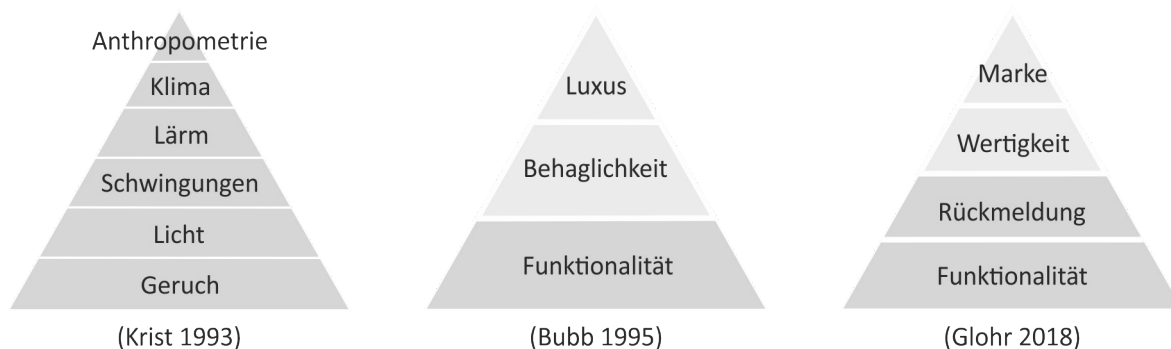 Anthropometrie
Klima
Lärm
Schwingungen
Licht
Geruch
(Krist 1993)
Luxus
Behaglichkeit
Funktionalität
(Bubb 1995)
Marke
Wertigkeit
Rückmeldung
Funktionalität
(Glohr 2018)